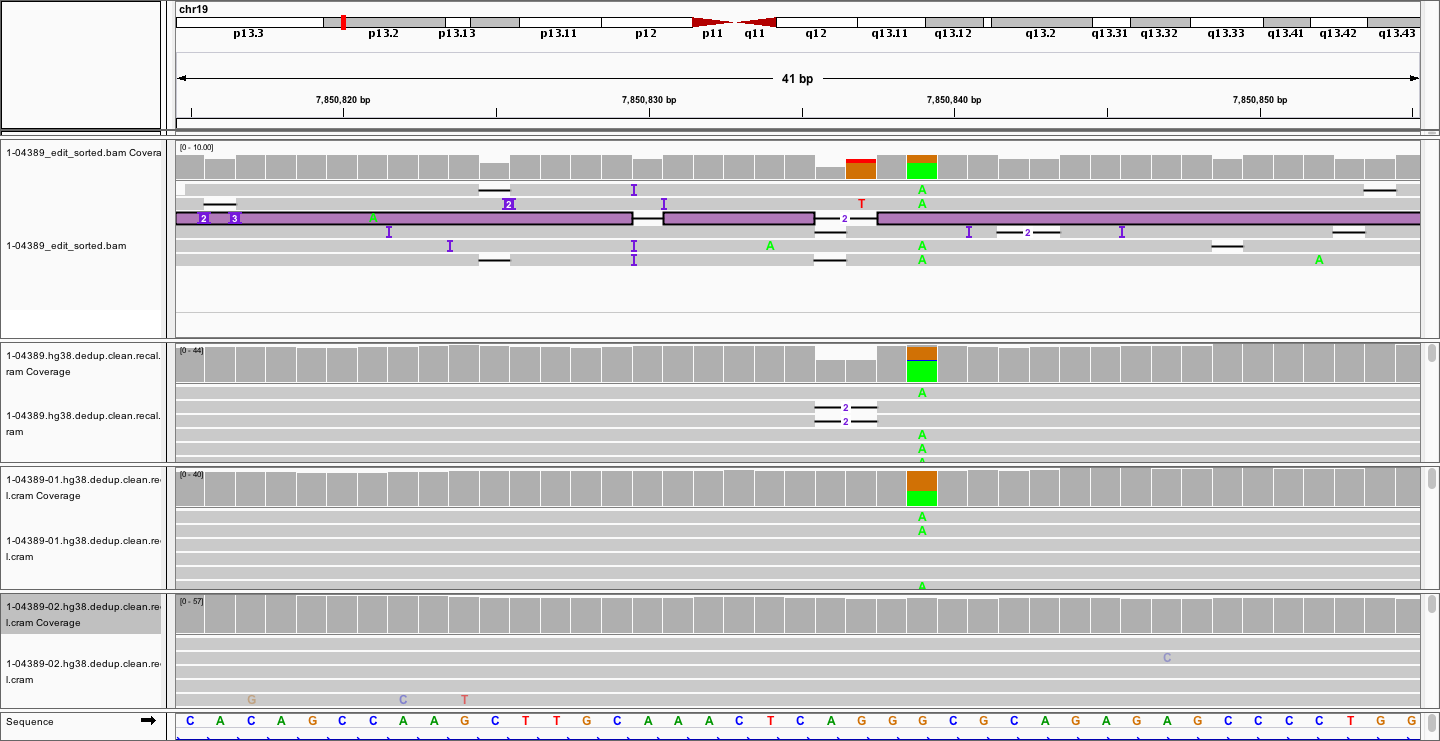 chr19
p13.3 p13.2 p13.13 p13.11 p12 p11 q11 q12 q13.11 q13.12 q13.2 q13.31 q13.32 q13.33 q13.41 q13.42 q13.43
41 bp
7,850,820 bp 7,850,830 bp 7,850,840 bp 7,850,850 bp
1-04389_edit_sorted.bam Covera
[0 - 10.00]
A
2 T A
2 3 A 2
2
1-04389_edit_sorted.bam
A A
A A
1-04389.hg38.dedup.clean.recal.
ram Coverage
[0 - 44]
1-04389.hg38.dedup.clean.recal.
ram
A
2
2
A
A
1-04389-01.hg38.dedup.clean.re
l.cram Coverage
[0 - 40]
1-04389-01.hg38.dedup.clean.re
l.cram
A
A
A
1-04389-02.hg38.dedup.clean.re
l.cram Coverage
[0 - 57]
1-04389-02.hg38.dedup.clean.re
l.cram
C
G C T
Sequence C A C A G C C A A G C T T G C A A A C T C A G G G C G C A G A G A G C C C C T G G